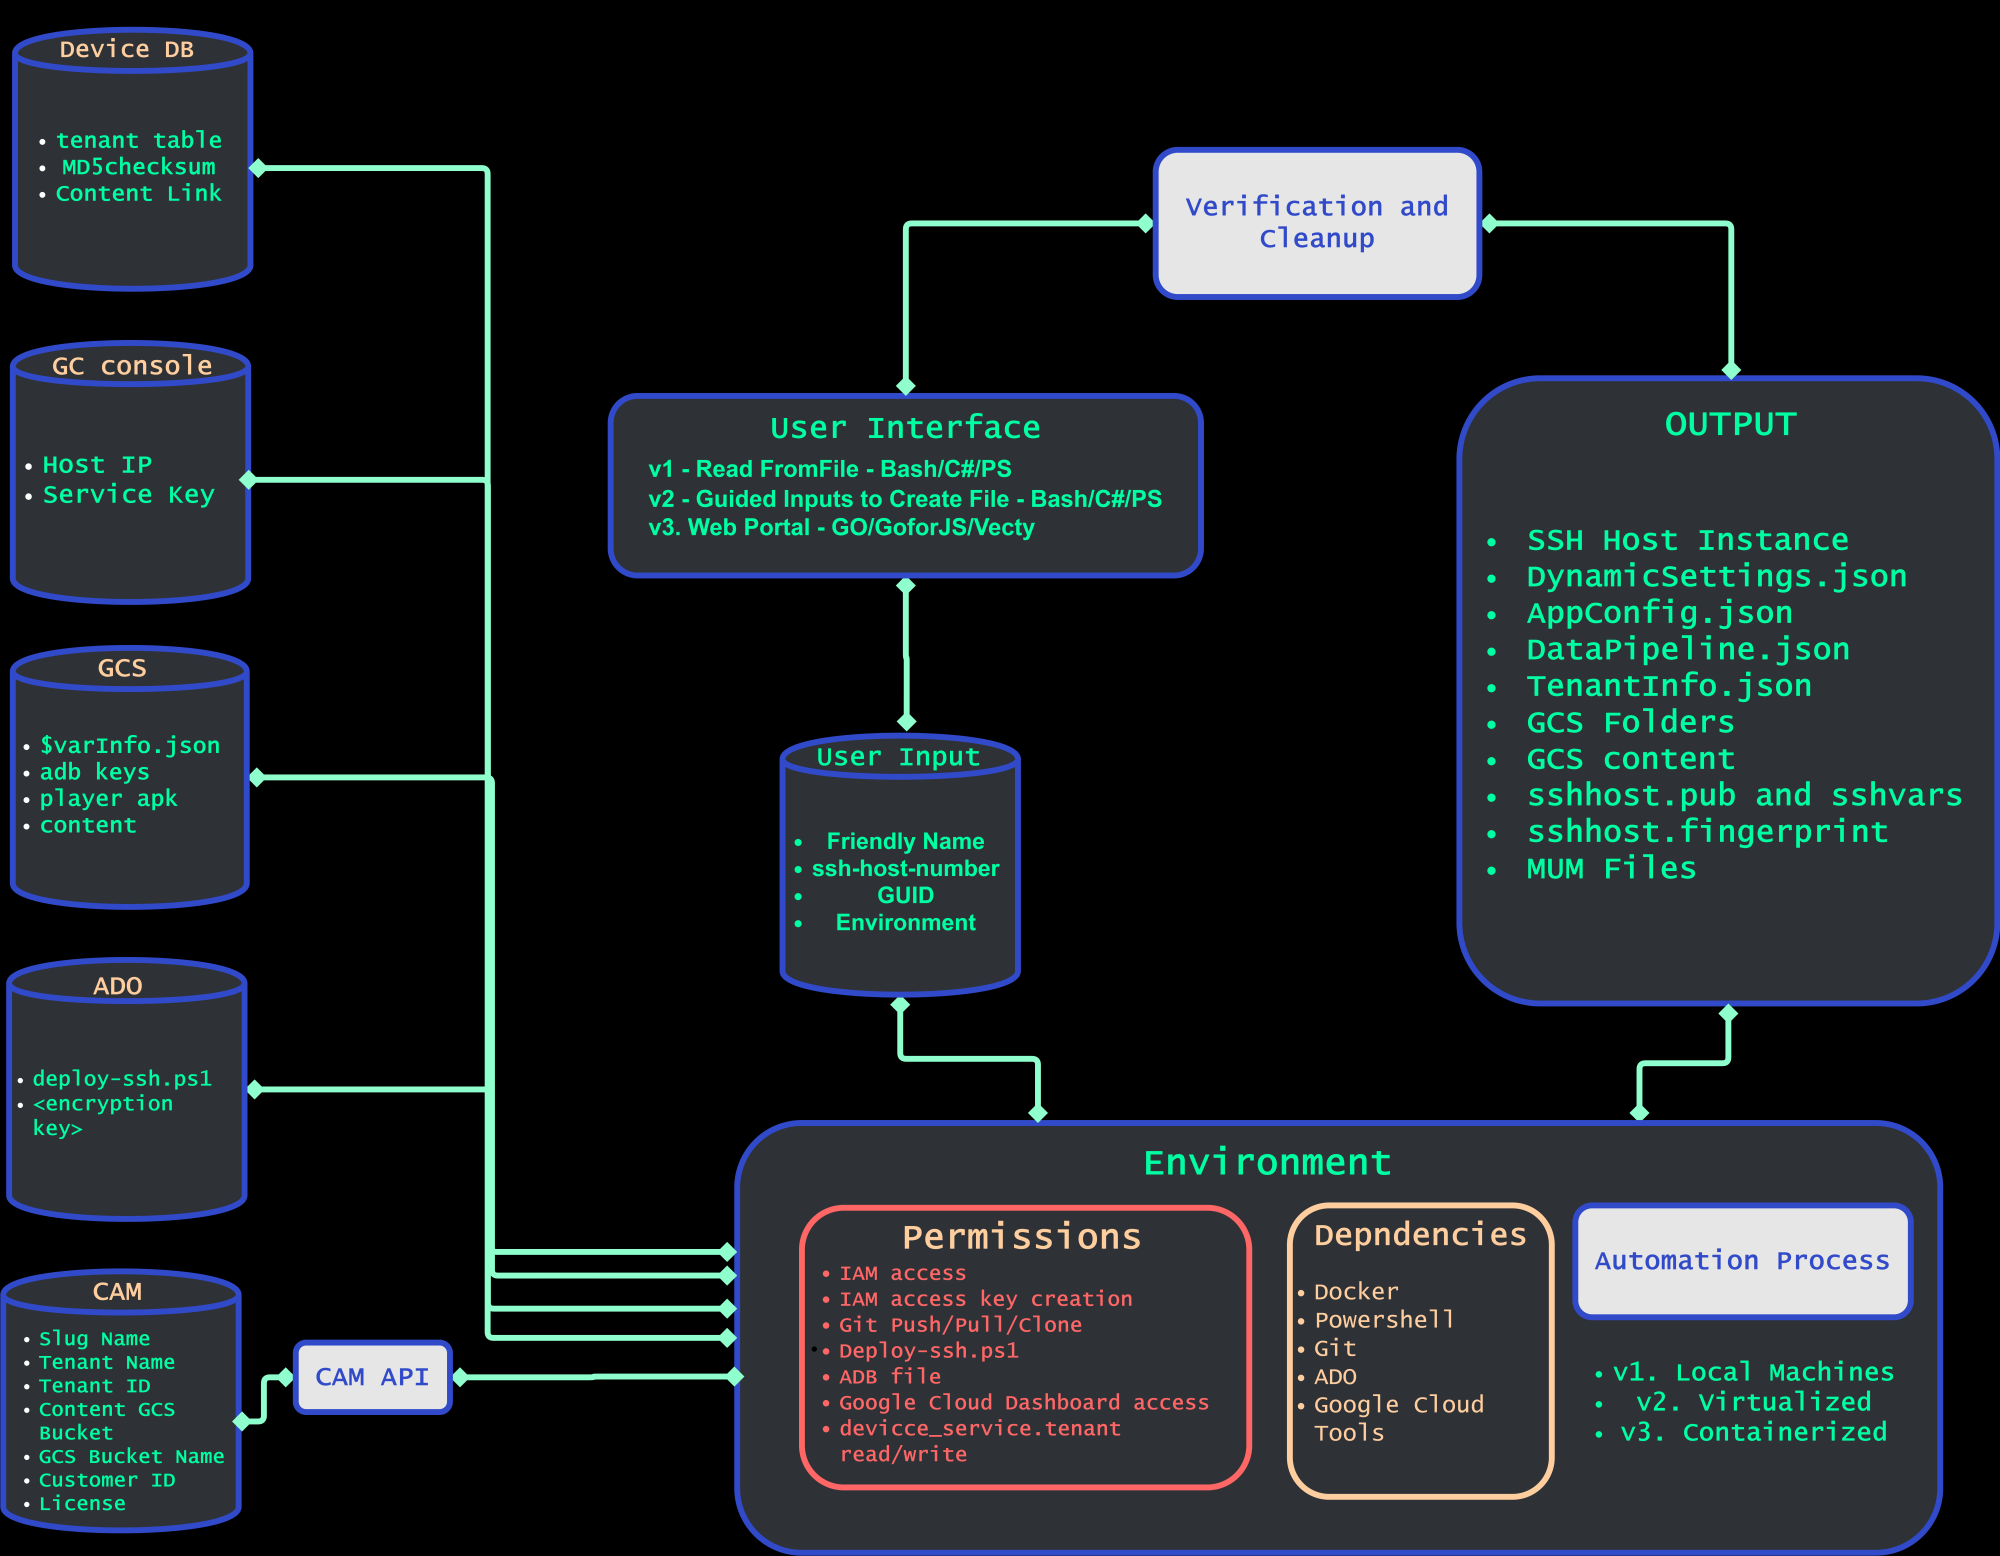 Device DB
• tenant table
• MD5checksum
• Content Link
GC console
• Host IP
• Service Key
GCS
• $varInfo.json
• adb keys
• player apk
• content
ADO
• deploy-ssh.ps1
• <encryption
key>
CAM
• Slug Name
• Tenant Name
• Tenant ID
• Content GCS
Bucket
• GCS Bucket Name
• Customer ID
• License
CAM API
Verification and
Cleanup
User Interface
v1 - Read FromFile - Bash/C#/PS
v2 - Guided Inputs to Create File - Bash/C#/PS
v3. Web Portal - GO/GoforJS/Vecty
User Input
• Friendly Name
• ssh-host-number
• GUID
• Environment
OUTPUT
• SSH Host Instance
• DynamicSettings.json
• AppConfig.json
• DataPipeline.json
• TenantInfo.json
• GCS Folders
• GCS content
• sshhost.pub and sshvars
• sshhost.fingerprint
• MUM Files
Environment
Permissions
• IAM access
• IAM access key creation
• Git Push/Pull/Clone
• Deploy-ssh.ps1
• ADB file
• Google Cloud Dashboard access
• devicce_service.tenant
read/write
Depndencies
• Docker
• Powershell
• Git
• ADO
• Google Cloud
Tools
Automation Process
• v1. Local Machines
• v2. Virtualized
• v3. Containerized